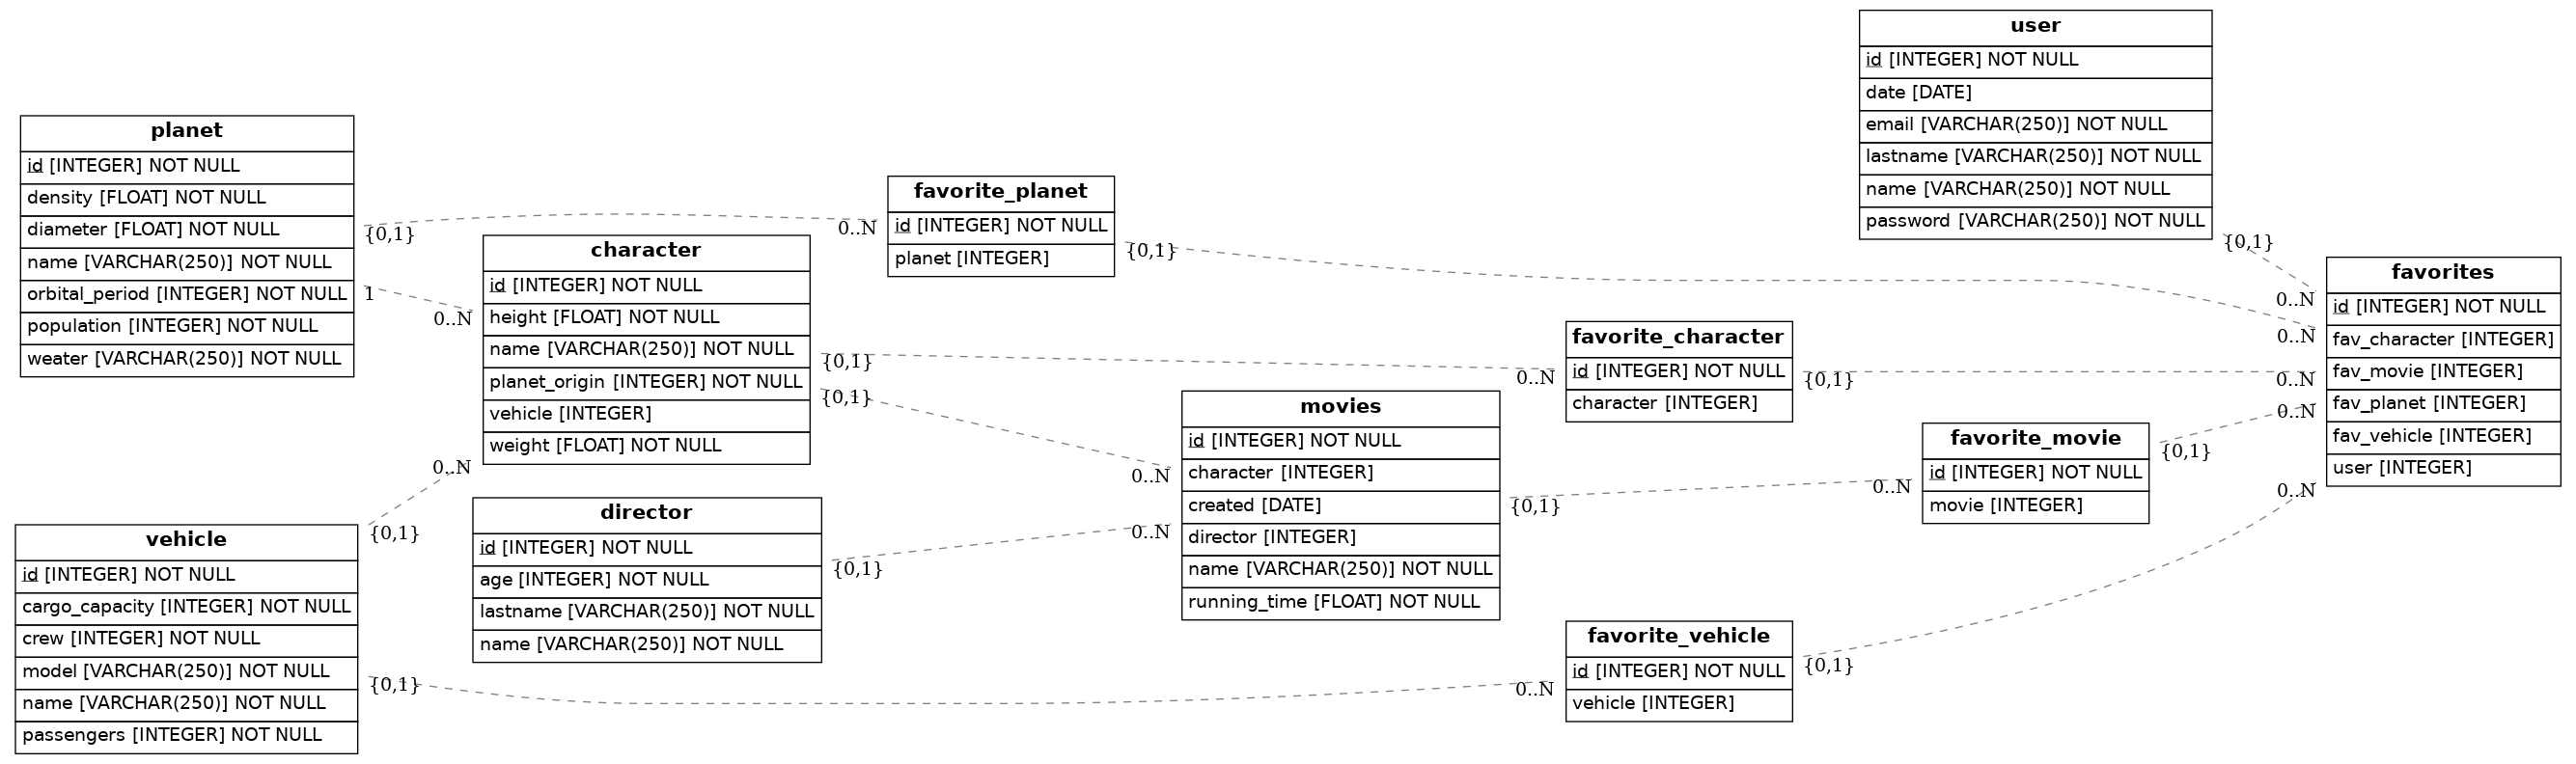 user
id [INTEGER] NOT NULL
date [DATE]
email [VARCHAR(250)] NOT NULL
lastname [VARCHAR(250)] NOT NULL
name [VARCHAR(250)] NOT NULL
password [VARCHAR(250)] NOT NULL
{0,1}
planet
id [INTEGER] NOT NULL
density [FLOAT] NOT NULL
diameter [FLOAT] NOT NULL
name [VARCHAR(250)] NOT NULL
orbital_period [INTEGER] NOT NULL
population [INTEGER] NOT NULL
weater [VARCHAR(250)] NOT NULL
{0,1}
1
0..N
favorite_planet
id [INTEGER] NOT NULL
planet [INTEGER]
{0,1}
0..N
character
id [INTEGER] NOT NULL
height [FLOAT] NOT NULL
name [VARCHAR(250)] NOT NULL
planet_origin [INTEGER] NOT NULL
vehicle [INTEGER]
weight [FLOAT] NOT NULL
{0,1}
{0,1}
0..N
favorites
id [INTEGER] NOT NULL
fav_character [INTEGER]
fav_movie [INTEGER]
fav_planet [INTEGER]
fav_vehicle [INTEGER]
user [INTEGER]
0..N
0..N
0..N
0..N
0..N
0..N
favorite_character
id [INTEGER] NOT NULL
character [INTEGER]
{0,1}
movies
id [INTEGER] NOT NULL
character [INTEGER]
created [DATE]
director [INTEGER]
name [VARCHAR(250)] NOT NULL
running_time [FLOAT] NOT NULL
0..N
0..N
{0,1}
0..N
favorite_movie
id [INTEGER] NOT NULL
movie [INTEGER]
{0,1}
director
id [INTEGER] NOT NULL
age [INTEGER] NOT NULL
lastname [VARCHAR(250)] NOT NULL
name [VARCHAR(250)] NOT NULL
{0,1}
vehicle
id [INTEGER] NOT NULL
cargo_capacity [INTEGER] NOT NULL
crew [INTEGER] NOT NULL
model [VARCHAR(250)] NOT NULL
name [VARCHAR(250)] NOT NULL
passengers [INTEGER] NOT NULL
{0,1}
{0,1}
0..N
favorite_vehicle
id [INTEGER] NOT NULL
vehicle [INTEGER]
{0,1}